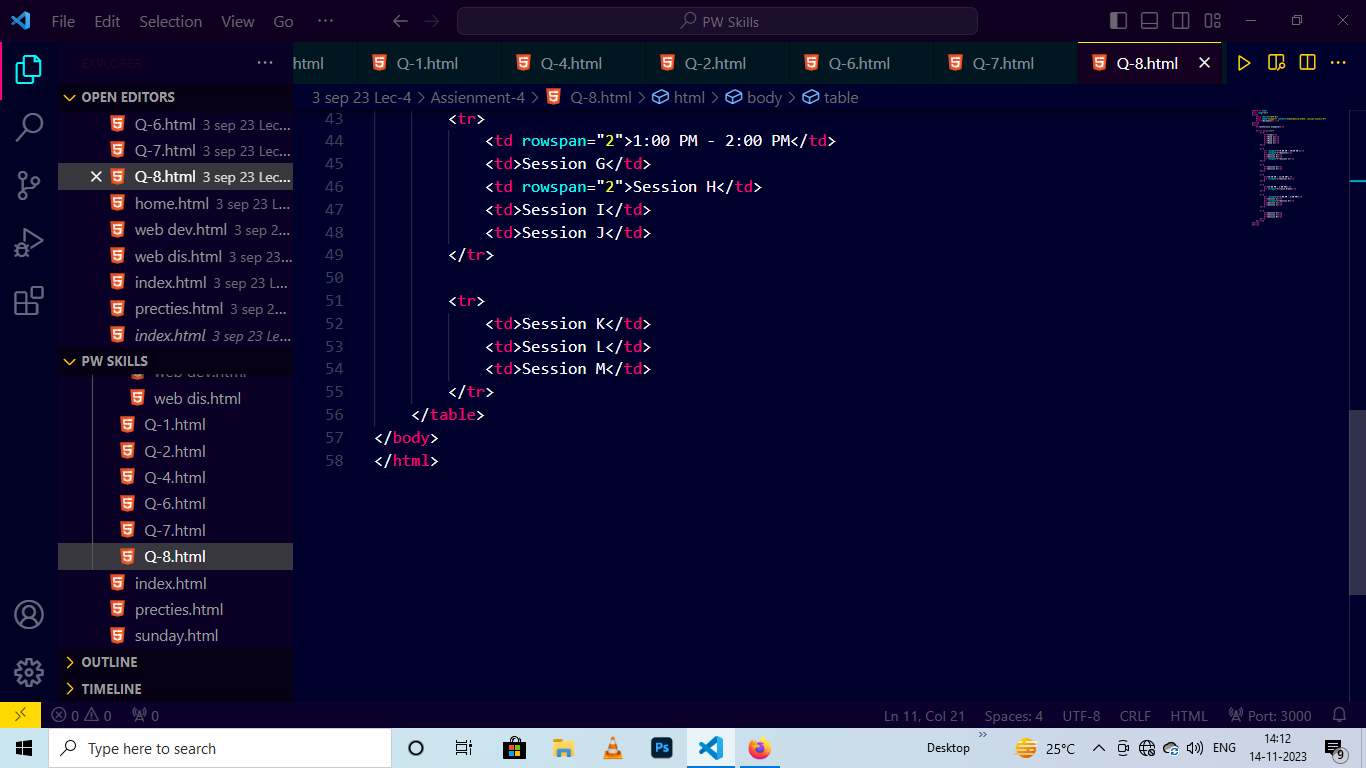 File Edit Selection View Go ··· PW Skills
EXPLORER ···
html Q-1.html Q-4.html Q-2.html Q-6.html Q-7.html Q-8.html
OPEN EDITORS
Q-6.html 3 sep 23 Lec...
Q-7.html 3 sep 23 Lec...
Q-8.html 3 sep 23 Lec...
home.html 3 sep 23 L...
web dev.html 3 sep 2...
web dis.html 3 sep 23...
index.html 3 sep 23 L...
precties.html 3 sep 2...
index.html 3 sep 23 Le...
PW SKILLS
web dev.html
web dis.html
Q-1.html
Q-2.html
Q-4.html
Q-6.html
Q-7.html
Q-8.html
index.html
precties.html
sunday.html
OUTLINE
TIMELINE
3 sep 23 Lec-4 > Assienment-4 > Q-8.html > html > body > table
43 <tr>
44 <td rowspan="2">1:00 PM - 2:00 PM</td>
45 <td>Session G</td>
46 <td rowspan="2">Session H</td>
47 <td>Session I</td>
48 <td>Session J</td>
49 </tr>
50
51 <tr>
52 <td>Session K</td>
53 <td>Session L</td>
54 <td>Session M</td>
55 </tr>
56 </table>
57 </body>
58 </html>
0 0 0 Ln 11, Col 21 Spaces: 4 UTF-8 CRLF HTML Port: 3000
Type here to search Ps Desktop 25°C ENG 14:12
14-11-2023 9